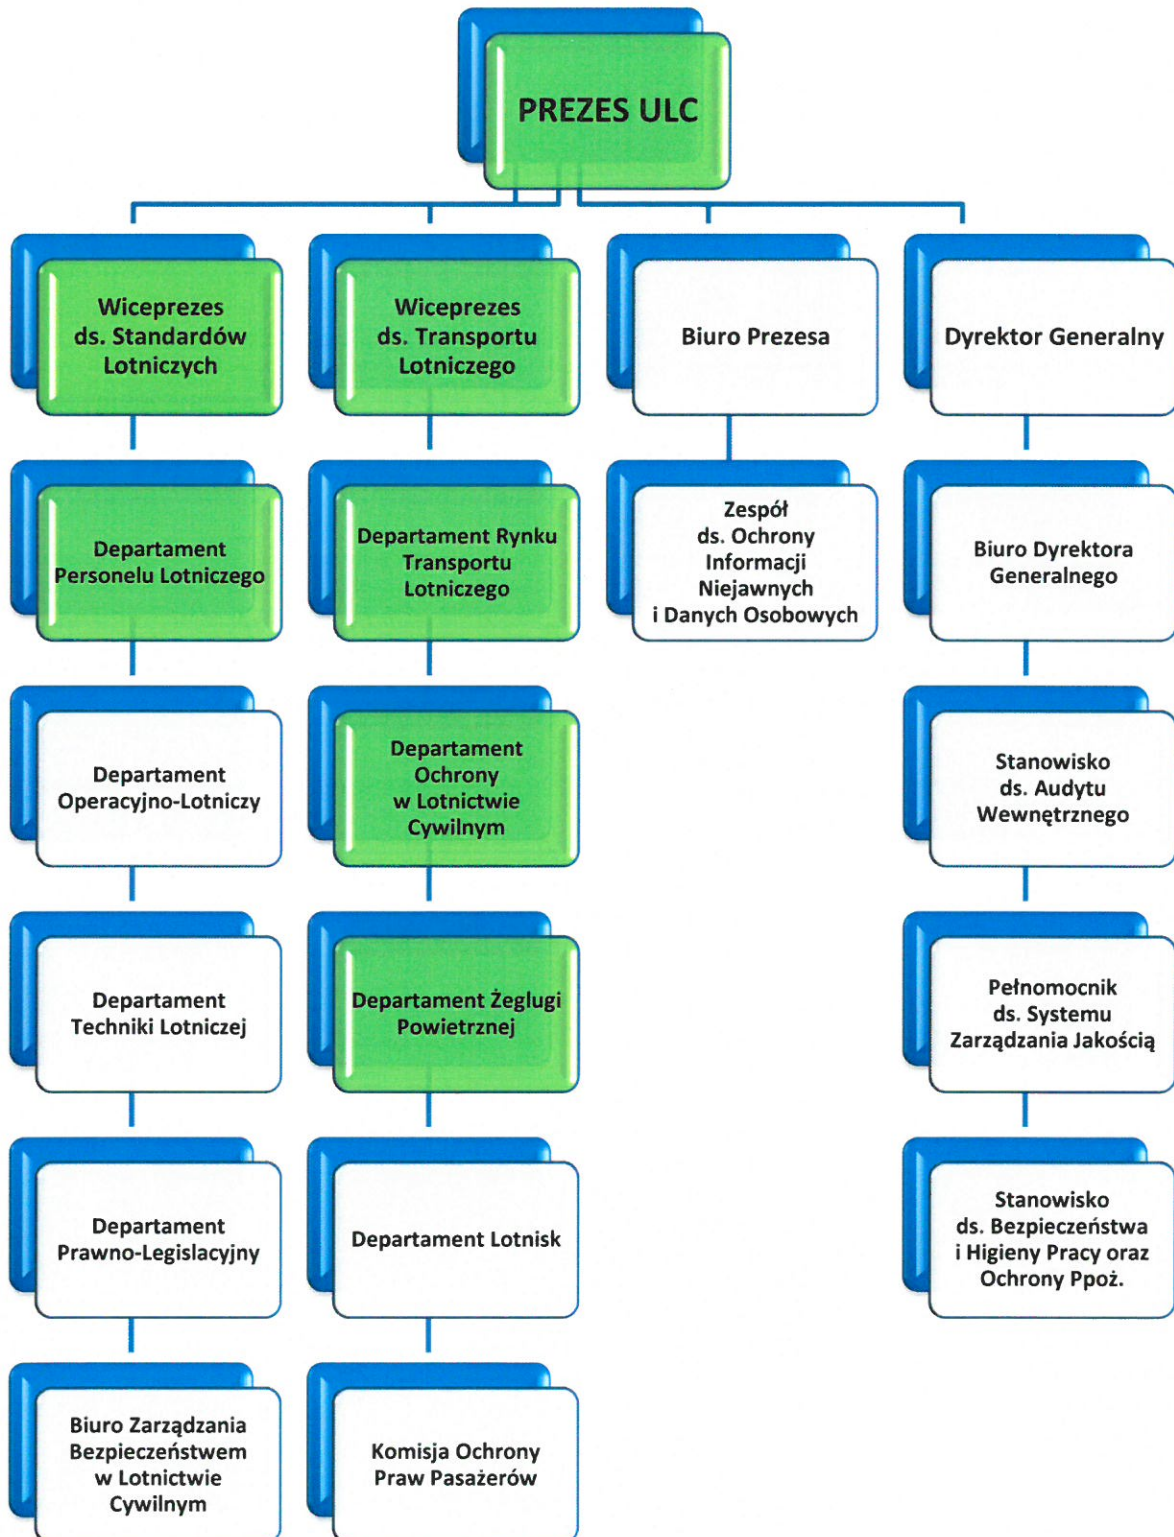 PREZES ULC
Wiceprezes
ds. Standardów
Lotniczych
Wiceprezes
ds. Transportu
Lotniczego
Biuro Prezesa
Dyrektor Generalny
Departament
Personelu Lotniczego
Departament Rynku
Transportu
Lotniczego
Zespół
ds. Ochrony
Informacji
Niejawnych
i Danych Osobowych
Biuro Dyrektora
Generalnego
Departament
Operacyjno-Lotniczy
Departament
Ochrony
w Lotnictwie
Cywilnym
Stanowisko
ds. Audytu
Wewnętrznego
Departament
Techniki Lotniczej
Departament Żeglugi
Powietrznej
Pełnomocnik
ds. Systemu
Zarządzania Jakością
Departament
Prawno-Legislacyjny
Departament Lotnisk
Stanowisko
ds. Bezpieczeństwa
i Higieny Pracy oraz
Ochrony Ppoż.
Biuro Zarządzania
Bezpieczeństwem
w Lotnictwie
Cywilnym
Komisja Ochrony
Praw Pasażerów